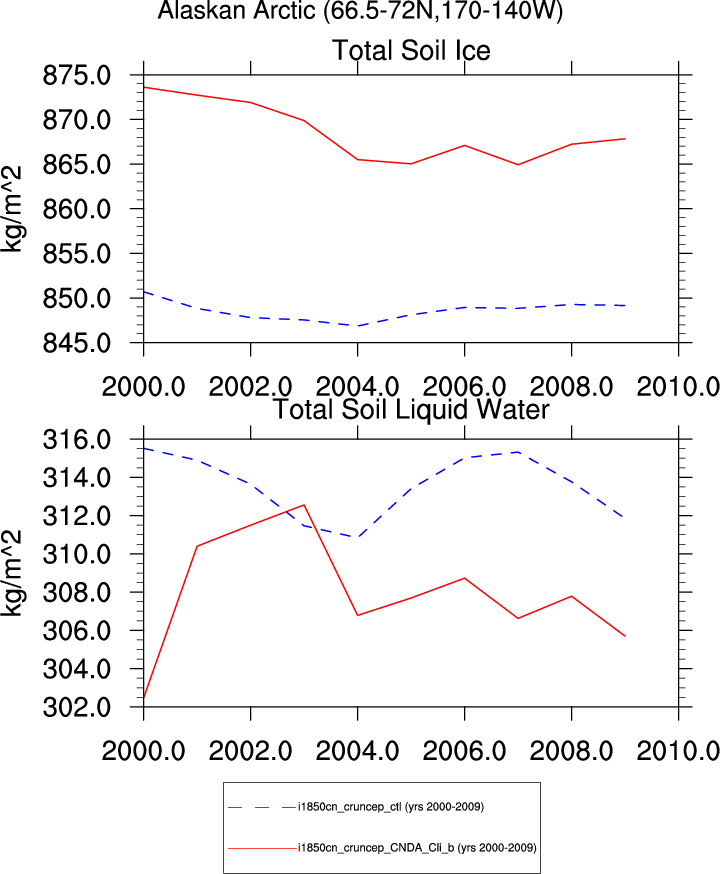 Alaskan Arctic (66.5-72N,170-140W)
Total Soil Ice
875.0
870.0
865.0
860.0
855.0
850.0
845.0
kg/m^2
2000.0 2002.0 2004.0 2006.0 2008.0 2010.0
Total Soil Liquid Water
316.0
314.0
312.0
310.0
308.0
306.0
304.0
302.0
kg/m^2
2000.0 2002.0 2004.0 2006.0 2008.0 2010.0
i1850cn_cruncep_ctl (yrs 2000-2009)
i1850cn_cruncep_CNDA_Cli_b (yrs 2000-2009)